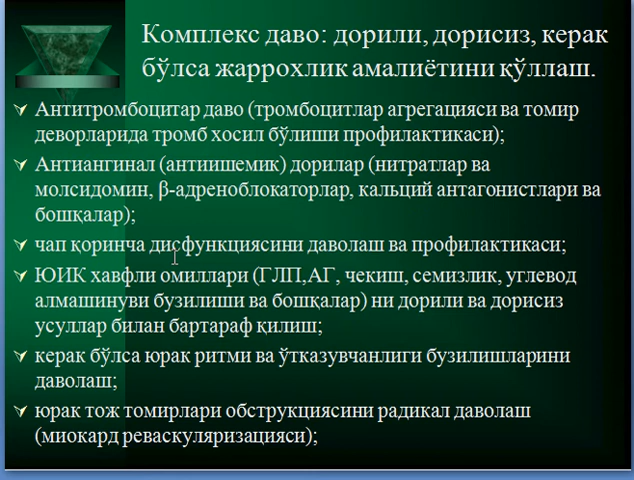 Комплекс даво: дорили, дорисиз, керак
бўлса жаррохлик амалиётини қўллаш.
Антитромбоцитар даво (тромбоцитлар агрегацияси ва томир
деворларида тромб хосил бўлиши профилактикаси);
Антиангинал (антиишемик) дорилар (нитратлар ва
молсидомин, β-адреноблокаторлар, кальций антагонистлари ва
бошқалар);
чап қоринча дисфункциясини даволаш ва профилактикаси;
ЮИК хавфли омиллари (ГЛП,АГ, чекиш, семизлик, углевод
алмашинуви бузилиши ва бошқалар) ни дорили ва дорисиз
усуллар билан бартараф қилиш;
керак бўлса юрак ритми ва ўтказувчанлиги бузилишларини
даволаш;
юрак тож томирлари обструкциясини радикал даволаш
(миокард реваскуляризацияси);